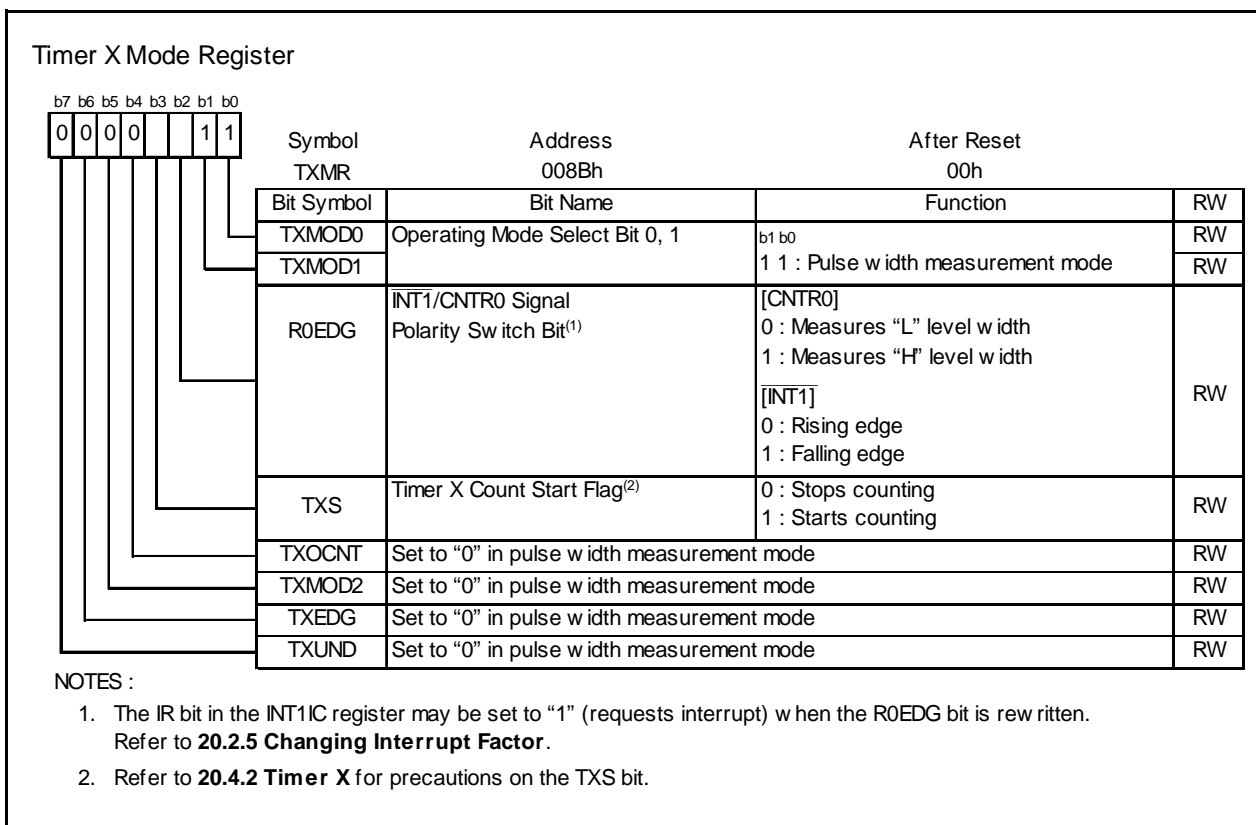 Timer X Mode Register
b7 b6 b5 b4 b3 b2 b1 b0
0 0 0 0 1 1
Symbol Address After Reset
TXMR 008Bh 00h
Bit Symbol Bit Name Function RW
TXMOD0 Operating Mode Select Bit 0, 1 b1 b0 RW
TXMOD1 1 1 : Pulse width measurement mode RW
INT1/CNTR0 Signal [CNTR0]
R0EDG Polarity Switch Bit(1) 0 : Measures “L” level width
1 : Measures “H” level width
[INT1] RW
0 : Rising edge
1 : Falling edge
TXS Timer X Count Start Flag(2) 0 : Stops counting RW
1 : Starts counting
TXOCNT Set to “0” in pulse width measurement mode RW
TXMOD2 Set to “0” in pulse width measurement mode RW
TXEDG Set to “0” in pulse width measurement mode RW
TXUND Set to “0” in pulse width measurement mode RW
NOTES :
1. The IR bit in the INT1IC register may be set to “1” (requests interrupt) when the R0EDG bit is rewritten.
Refer to 20.2.5 Changing Interrupt Factor.
2. Refer to 20.4.2 Timer X for precautions on the TXS bit.